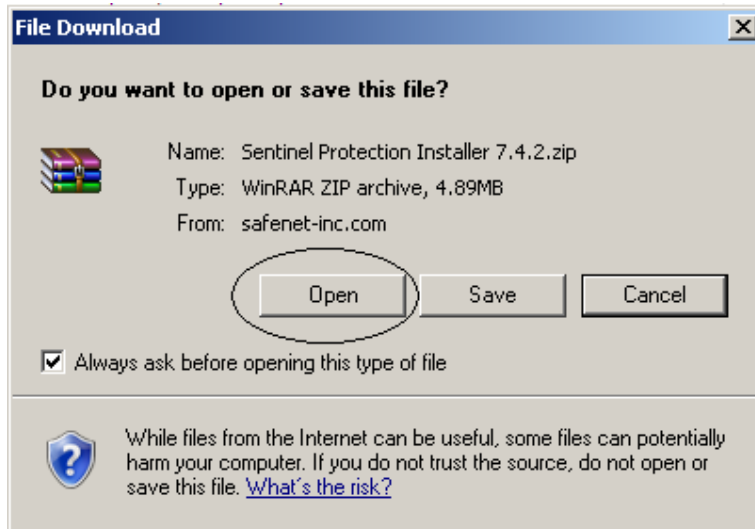 File Download
Do you want to open or save this file?
Name: Sentinel Protection Installer 7.4.2.zip
Type: WinRAR ZIP archive, 4.89MB
From: safenet-inc.com
Open Save Cancel
Always ask before opening this type of file
While files from the Internet can be useful, some files can potentially
harm your computer. If you do not trust the source, do not open or
save this file. What's the risk?